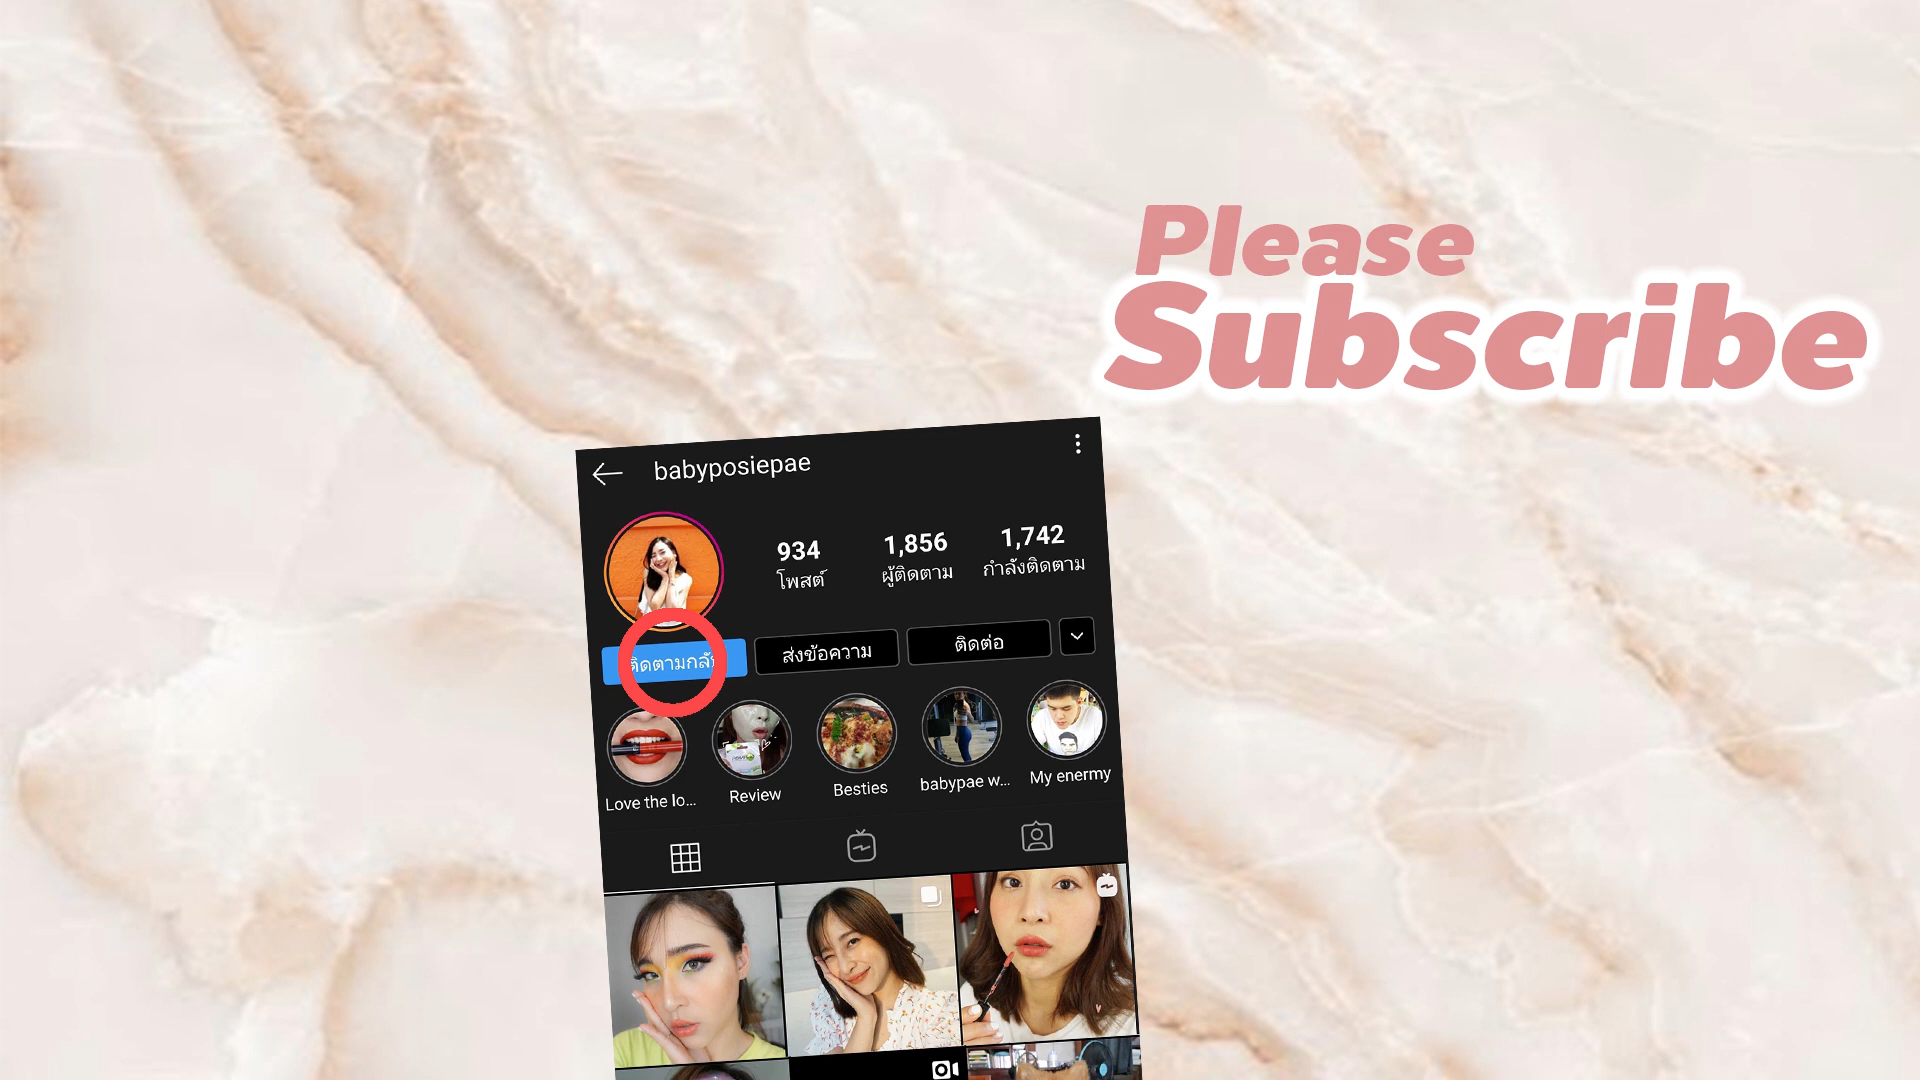 Please
Subscribe
babyposiepae
934 1,856 1,742
โพสต์ ผู้ติดตาม กำลังติดตาม
ส่งข้อความ ติดต่อ
Love the lo... Review Besties babypae w... My enermy